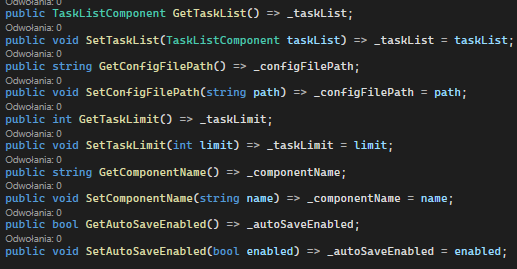 Odwołania: 0
public TaskListComponent GetTaskList() => _taskList;
Odwołania: 0
public void SetTaskList(TaskListComponent taskList) => _taskList = taskList;
Odwołania: 0
public string GetConfigFilePath() => _configFilePath;
Odwołania: 0
public void SetConfigFilePath(string path) => _configFilePath = path;
Odwołania: 0
public int GetTaskLimit() => _taskLimit;
Odwołania: 0
public void SetTaskLimit(int limit) => _taskLimit = limit;
Odwołania: 0
public string GetComponentName() => _componentName;
Odwołania: 0
public void SetComponentName(string name) => _componentName = name;
Odwołania: 0
public bool GetAutoSaveEnabled() => _autoSaveEnabled;
Odwołania: 0
public void SetAutoSaveEnabled(bool enabled) => _autoSaveEnabled = enabled;